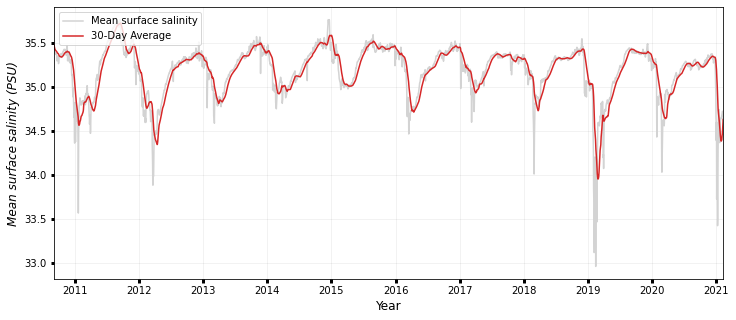 Mean surface salinity
30-Day Average
Mean surface salinity (PSU)
35.5
35.0
34.5
34.0
33.5
33.0
2011 2012 2013 2014 2015 2016 2017 2018 2019 2020 2021
Year